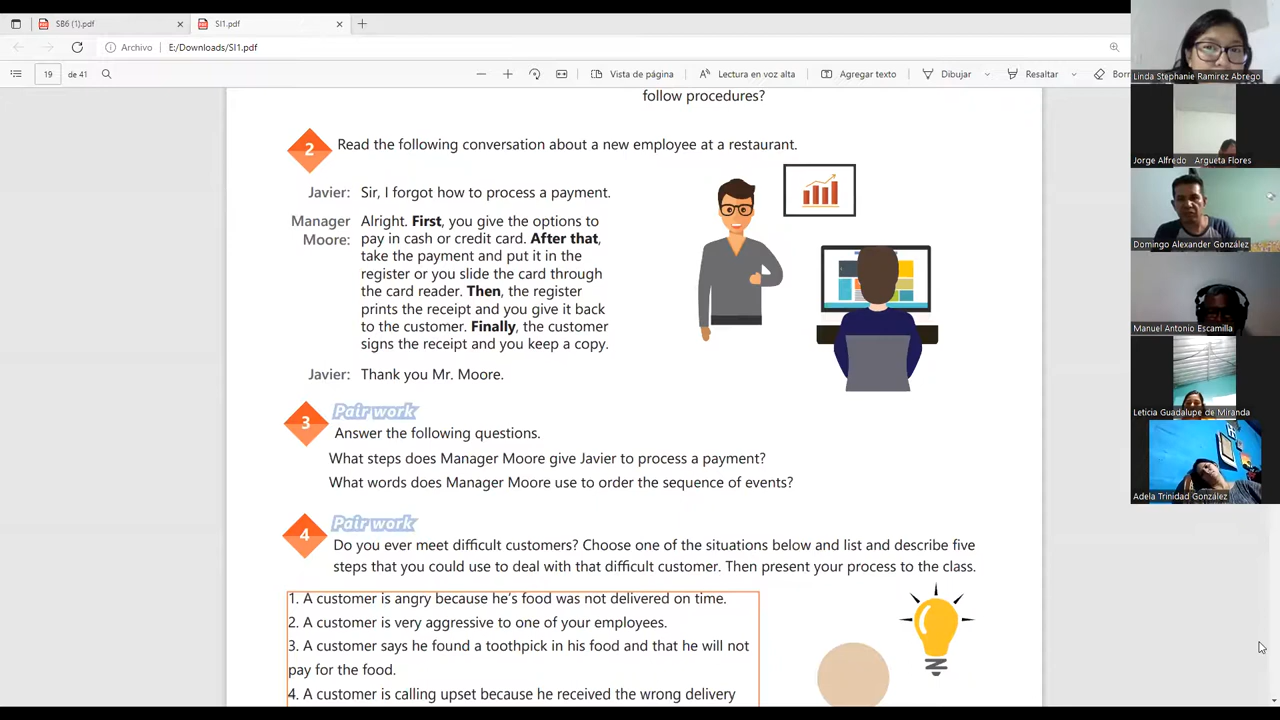 SB6 (1).pdf
SI1.pdf
Archivo
E:/Downloads/SI1.pdf
19
de 41
Vista de página
Lectura en voz alta
Agregar texto
Dibujar
Resaltar
Borr
follow procedures?
2
Read the following conversation about a new employee at a restaurant.
Javier: Sir, I forgot how to process a payment.
Manager Alright. First, you give the options to
Moore: pay in cash or credit card. After that,
take the payment and put it in the
register or you slide the card through
the card reader. Then, the register
prints the receipt and you give it back
to the customer. Finally, the customer
signs the receipt and you keep a copy.
Javier: Thank you Mr. Moore.
3
Pair work
Answer the following questions.
What steps does Manager Moore give Javier to process a payment?
What words does Manager Moore use to order the sequence of events?
4
Pair work
Do you ever meet difficult customers? Choose one of the situations below and list and describe five
steps that you could use to deal with that difficult customer. Then present your process to the class.
1. A customer is angry because he's food was not delivered on time.
2. A customer is very aggressive to one of your employees.
3. A customer says he found a toothpick in his food and that he will not
pay for the food.
4. A customer is calling upset because he received the wrong delivery
Linda Stephanie Ramirez Abrego
Jorge Alfredo Argueta Flores
Domingo Alexander González
Manuel Antonio Escamilla
Leticia Guadalupe de Miranda
Adela Trinidad González